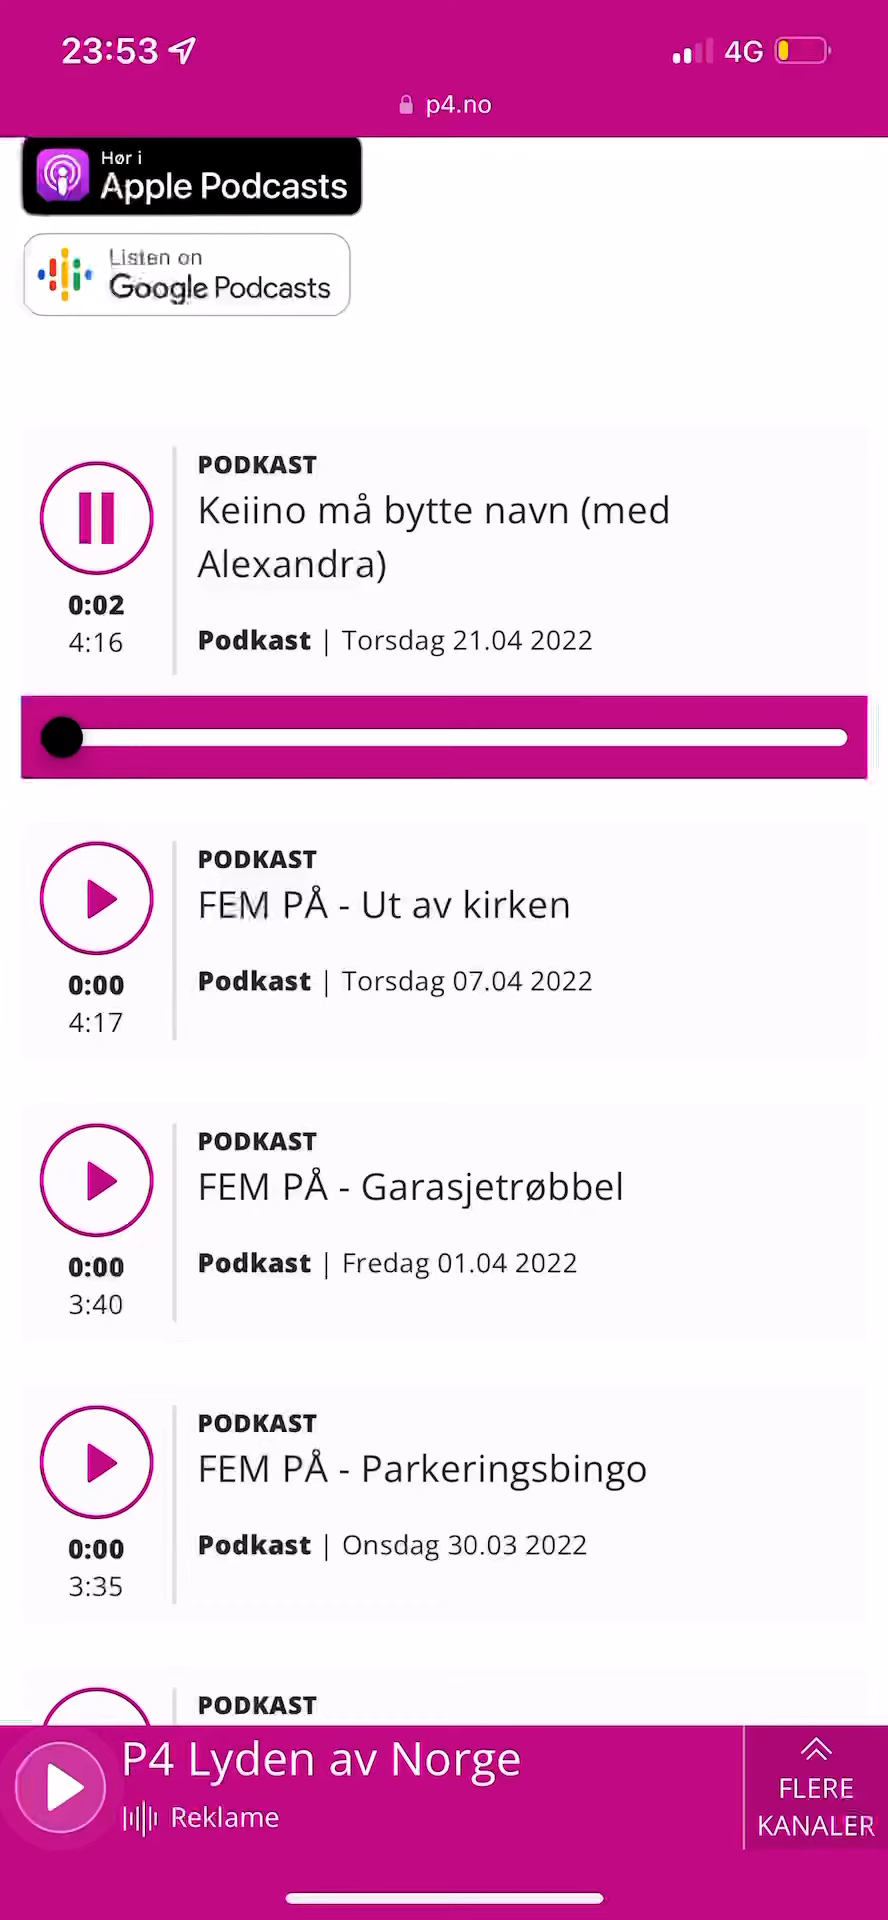 23:53
4G
p4.no
Hør i
Apple Podcasts
Listen on
Google Podcasts
PODKAST
Keiino må bytte navn (med
Alexandra)
0:02
4:16
Podkast | Torsdag 21.04 2022
PODKAST
FEM PÅ - Ut av kirken
0:00
4:17
Podkast | Torsdag 07.04 2022
PODKAST
FEM PÅ - Garasjetrøbbel
0:00
3:40
Podkast | Fredag 01.04 2022
PODKAST
FEM PÅ - Parkeringsbingo
0:00
3:35
Podkast | Onsdag 30.03 2022
PODKAST
P4 Lyden av Norge
Reklame
FLERE
KANALER